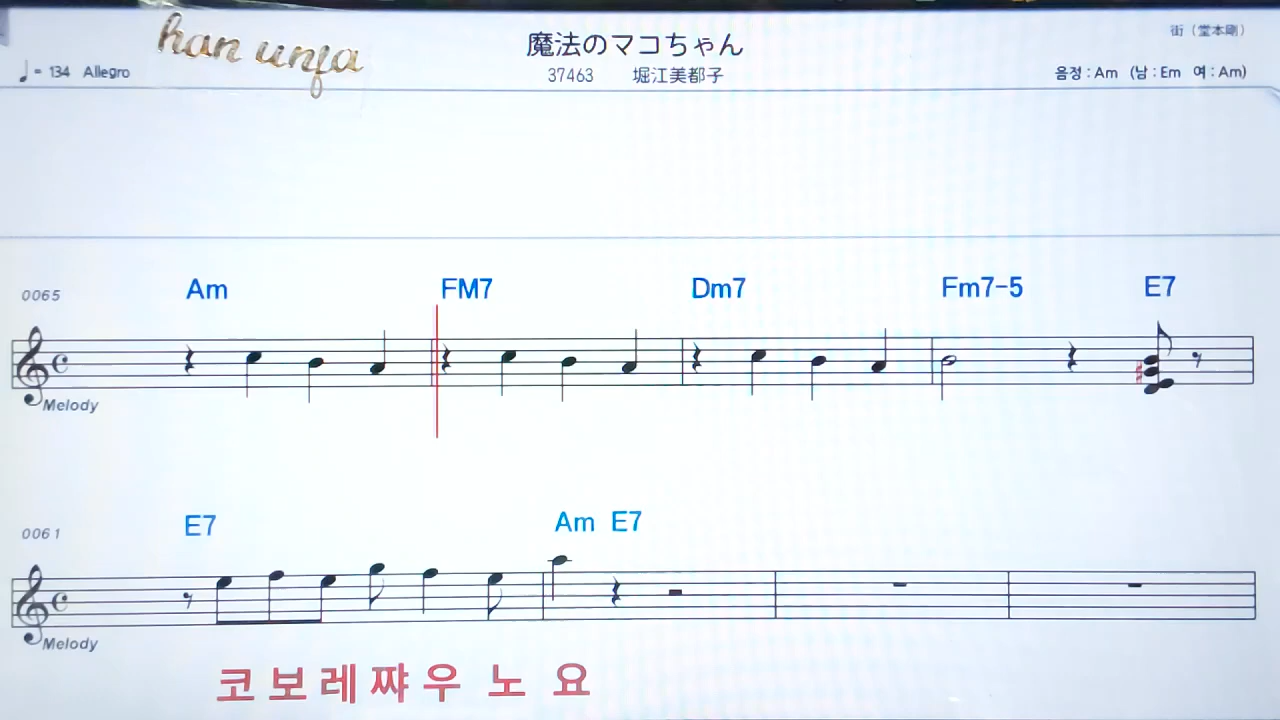 han unfa
魔法のマコちゃん
街（堂本剛）
♩= 134 Allegro
37463 堀江美都子
음정 : Am (남 : Em 여 : Am)
0065 Am FM7 Dm7 Fm7-5 E7
Melody
0061 E7 Am E7
Melody
코 보 레 쨔 우 노 요